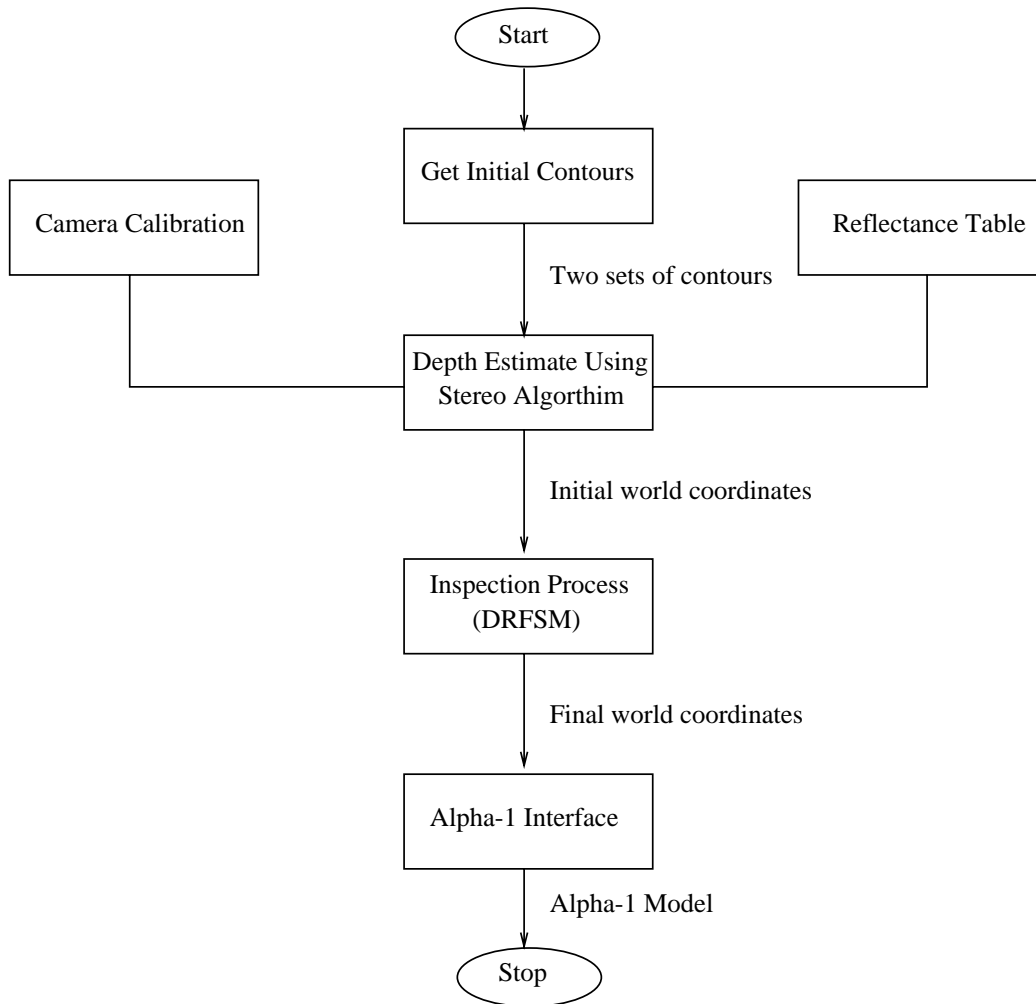 Start
Get Initial Contours
Camera Calibration
Reflectance Table
Two sets of contours
Depth Estimate Using
Stereo Algorthim
Initial world coordinates
Inspection Process
(DRFSM)
Final world coordinates
Alpha-1 Interface
Alpha-1 Model
Stop